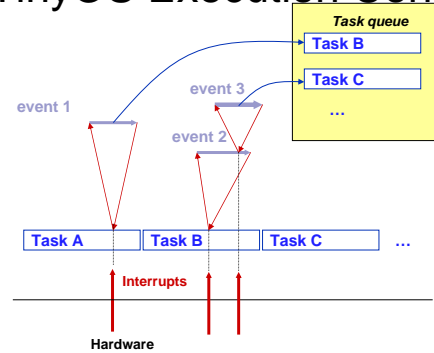 Task queue
Task B
Task C
...
event 1
event 3
event 2
Task A
Task B
Task C
...
Interrupts
Hardware